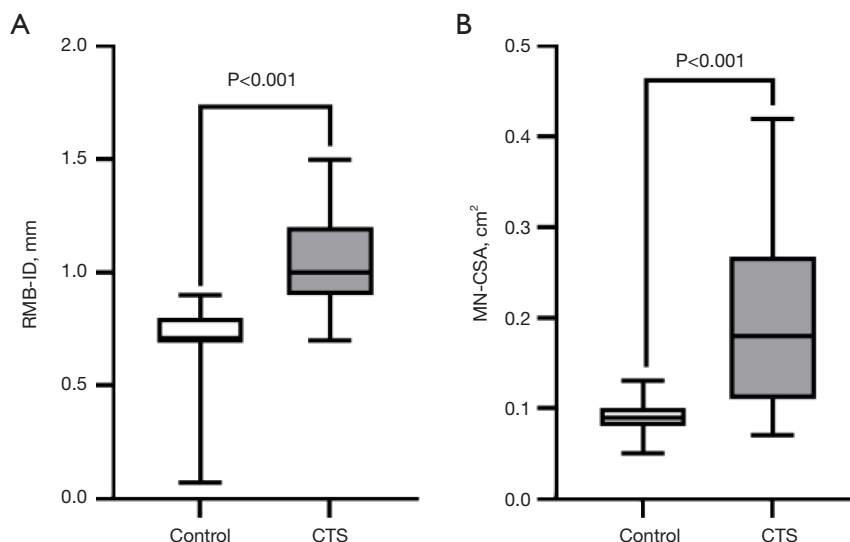 A
2.0
1.5
1.0
0.5
0.0
RMB-ID, mm
P<0.001
Control
CTS
B
0.5
0.4
0.3
0.2
0.1
0.0
MN-CSA, cm²
P<0.001
Control
CTS